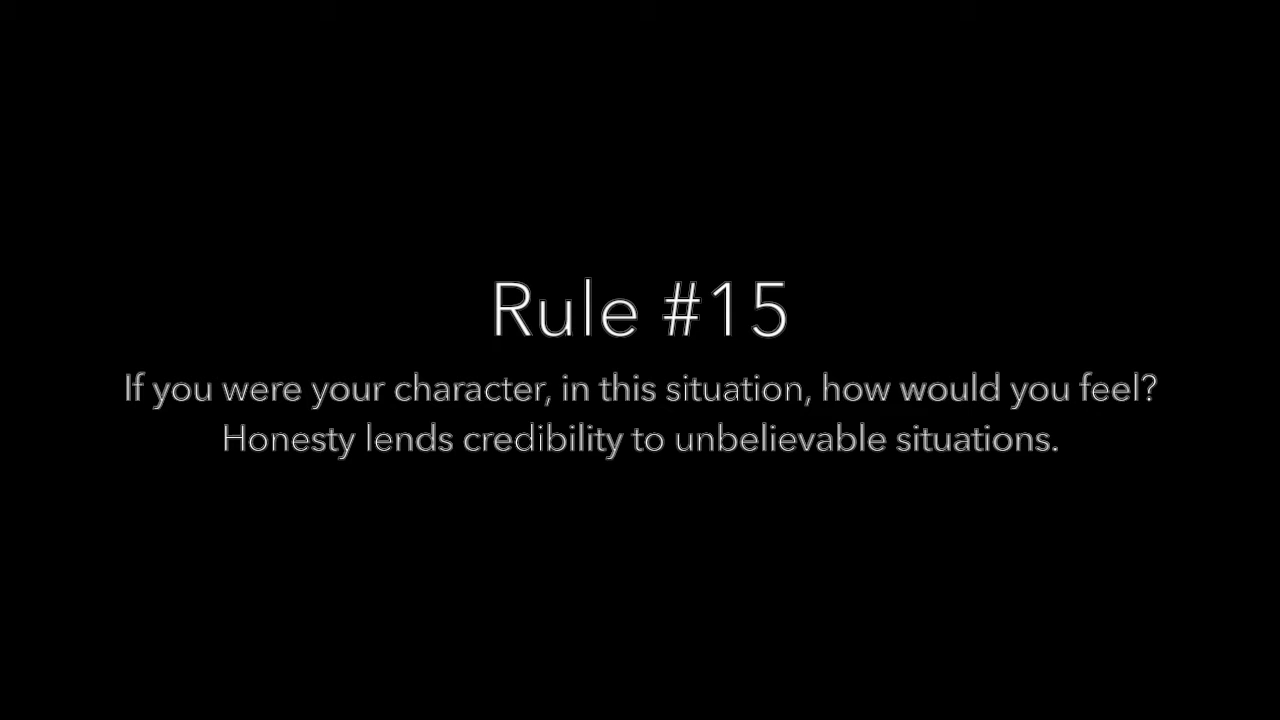 Rule #15
If you were your character, in this situation, how would you feel?
Honesty lends credibility to unbelievable situations.